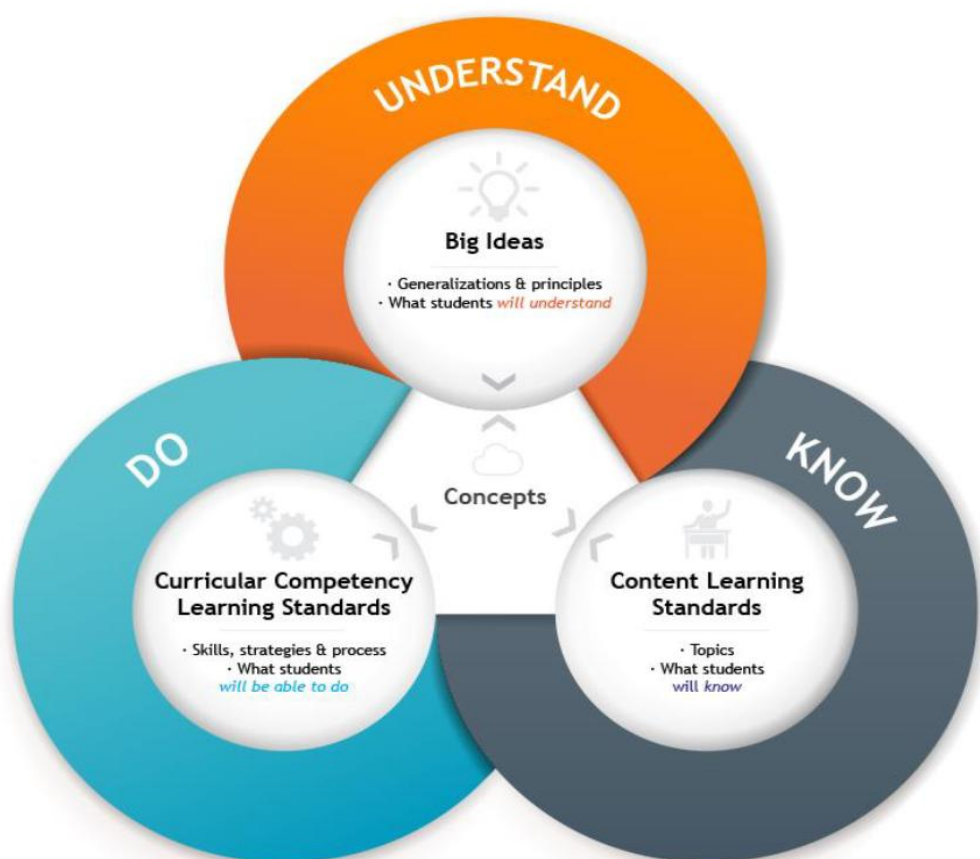 UNDERSTAND
Big Ideas
· Generalizations & principles
· What students will understand
DO
KNOW
Concepts
Curricular Competency
Learning Standards
· Skills, strategies & process
· What students
will be able to do
Content Learning
Standards
· Topics
· What students
will know